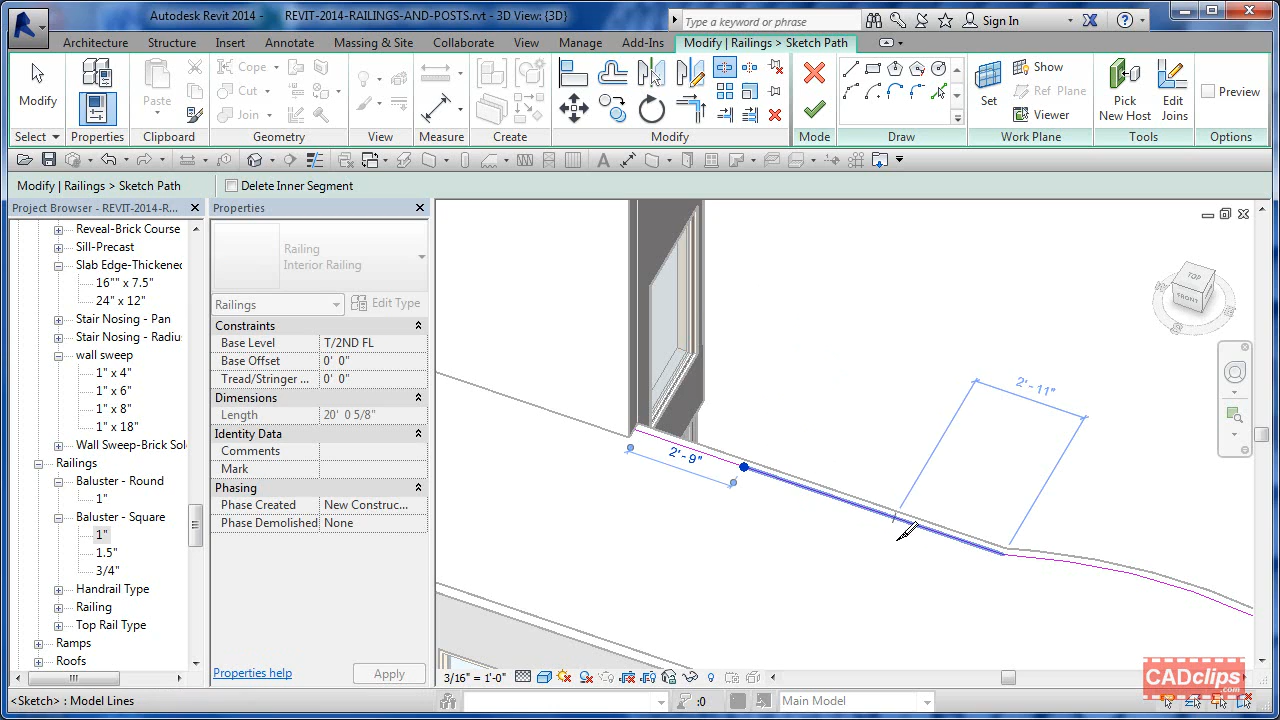 Autodesk Revit 2014 - REVIT-2014-RAILINGS-AND-POSTS.rvt - 3D View: {3D}
Type a keyword or phrase
Sign In
Architecture Structure Insert Annotate Massing & Site Collaborate View Manage Add-Ins Modify | Railings > Sketch Path
Modify
Paste
Cope
Cut
Join
Set
Show
Ref Plane
Viewer
Pick New Host
Edit Joins
Preview
Select Properties Clipboard Geometry View Measure Create Modify Mode Draw Work Plane Tools Options
Modify | Railings > Sketch Path
Delete Inner Segment
Project Browser - REVIT-2014-R...
Reveal-Brick Course
Sill-Precast
Slab Edge-Thickened
16"" x 7.5"
24" x 12"
Stair Nosing - Pan
Stair Nosing - Radiu
wall sweep
1" x 4"
1" x 6"
1" x 8"
1" x 18"
Wall Sweep-Brick Sol
Railings
Baluster - Round
1"
Baluster - Square
1"
1.5"
3/4"
Handrail Type
Railing
Top Rail Type
Ramps
Roofs
Properties
Railing
Interior Railing
Railings
Edit Type
Constraints
Base Level T/2ND FL
Base Offset 0' 0"
Tread/Stringer ... 0' 0"
Dimensions
Length 20' 0 5/8"
Identity Data
Comments
Mark
Phasing
Phase Created New Construc...
Phase Demolished None
Properties help
Apply
TOP
FRONT
2' - 11"
2' - 9"
3/16" = 1'-0"
CADclips
.com
<Sketch> : Model Lines
:0
Main Model